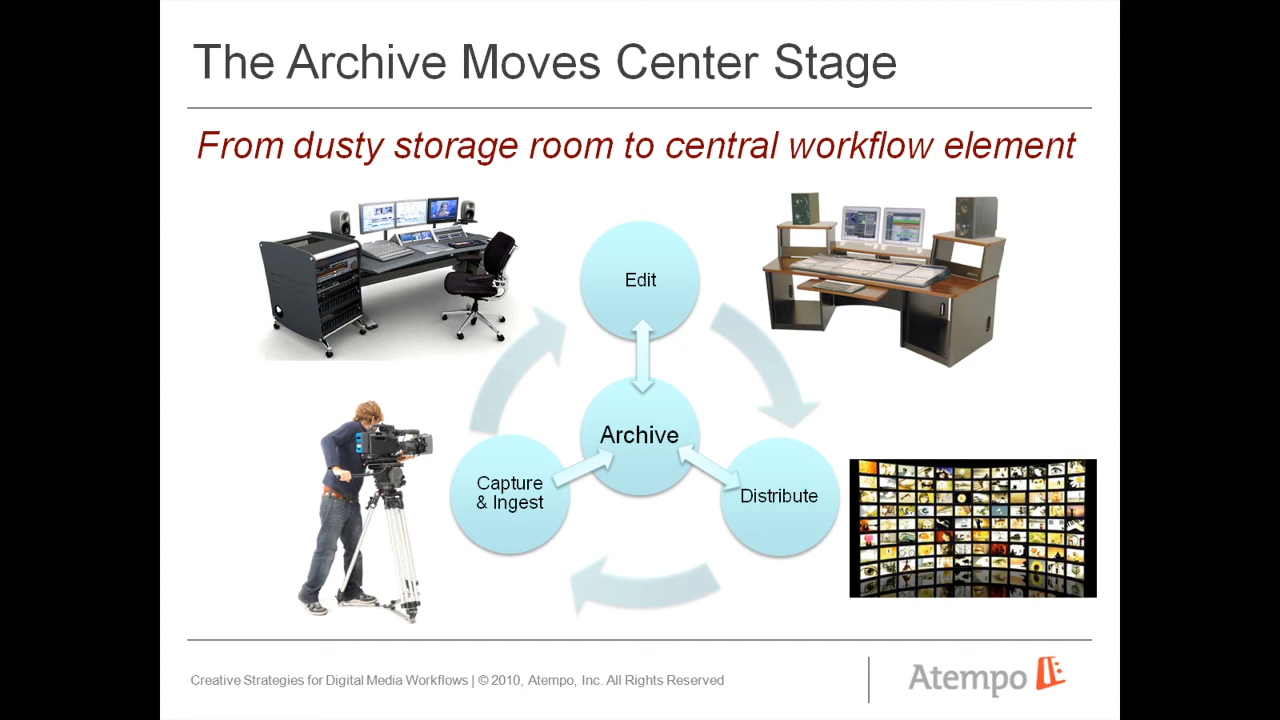 The Archive Moves Center Stage
From dusty storage room to central workflow element
Edit
Archive
Capture
& Ingest
Distribute
Creative Strategies for Digital Media Workflows | © 2010, Atempo, Inc. All Rights Reserved
Atempo